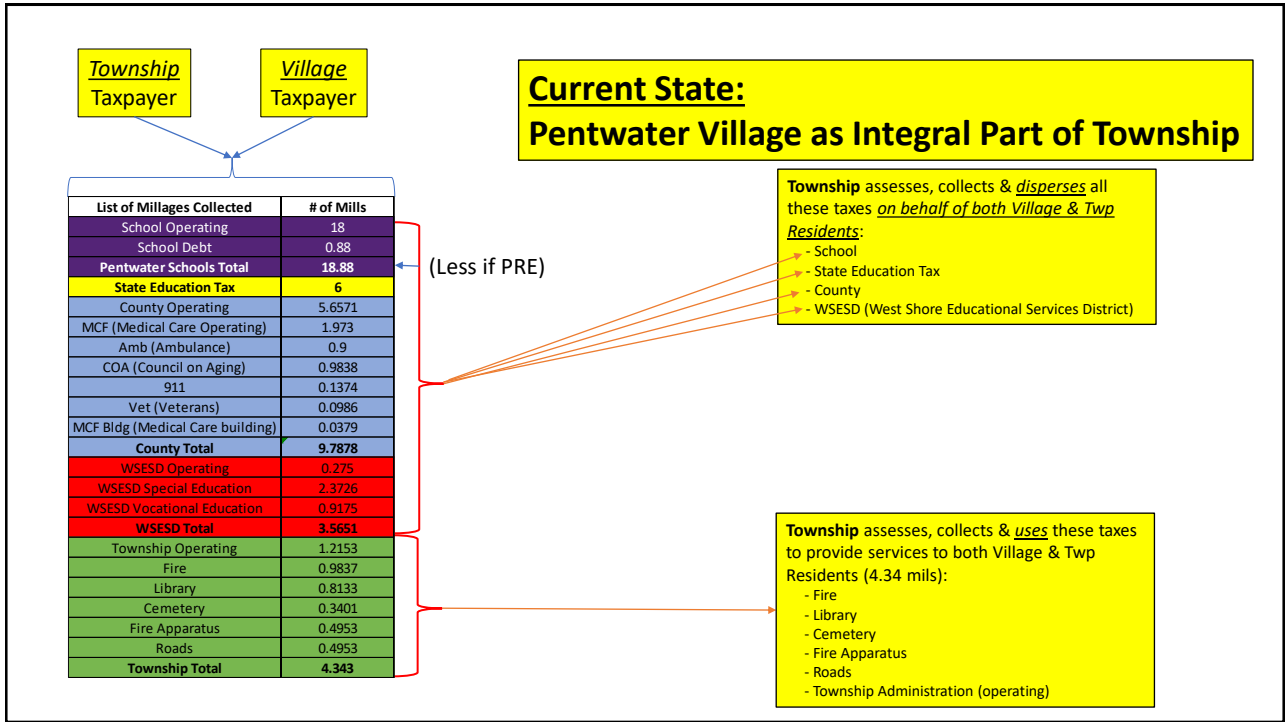 Township
Taxpayer
Village
Taxpayer
Current State:
Pentwater Village as Integral Part of Township
List of Millages Collected # of Mills
School Operating 18
School Debt 0.88
Pentwater Schools Total 18.88
(Less if PRE)
State Education Tax 6
County Operating 5.6571
MCF (Medical Care Operating) 1.973
Amb (Ambulance) 0.9
COA (Council on Aging) 0.9838
911 0.1374
Vet (Veterans) 0.0986
MCF Bldg (Medical Care building) 0.0379
County Total 9.7878
WSESD Operating 0.275
WSESD Special Education 2.3726
WSESD Vocational Education 0.9175
WSESD Total 3.5651
Township Operating 1.2153
Fire 0.9837
Library 0.8133
Cemetery 0.3401
Fire Apparatus 0.4953
Roads 0.4953
Township Total 4.343
Township assesses, collects & disperses all
these taxes on behalf of both Village & Twp
Residents:
- School
- State Education Tax
- County
- WSESD (West Shore Educational Services District)
Township assesses, collects & uses these taxes
to provide services to both Village & Twp
Residents (4.34 mils):
- Fire
- Library
- Cemetery
- Fire Apparatus
- Roads
- Township Administration (operating)